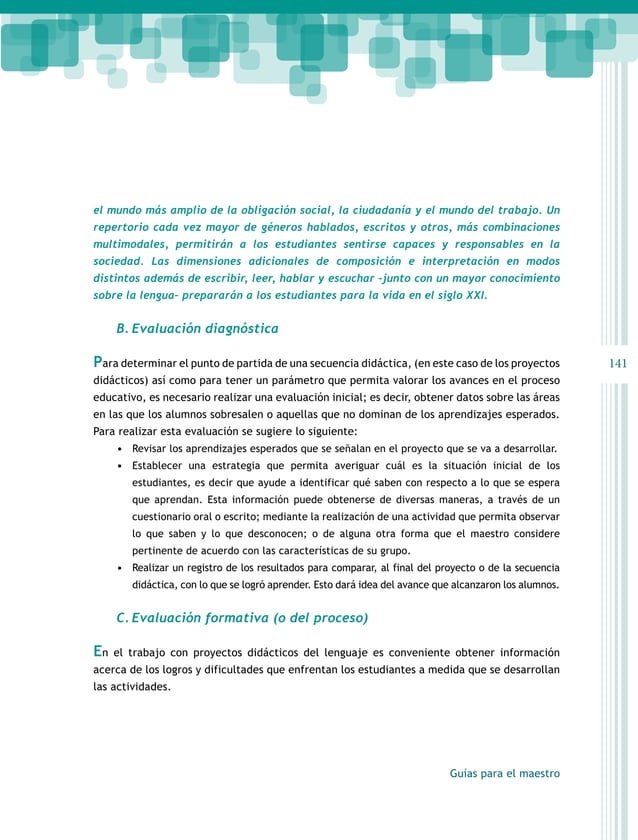 el mundo más amplio de la obligación social, la ciudadanía y el mundo del trabajo. Un
repertorio cada vez mayor de géneros hablados, escritos y otros, más combinaciones
multimodales, permitirán a los estudiantes sentirse capaces y responsables en la
sociedad. Las dimensiones adicionales de composición e interpretación en modos
distintos además de escribir, leer, hablar y escuchar –junto con un mayor conocimiento
sobre la lengua– prepararán a los estudiantes para la vida en el siglo XXI.
B. Evaluación diagnóstica
Para determinar el punto de partida de una secuencia didáctica, (en este caso de los proyectos
didácticos) así como para tener un parámetro que permita valorar los avances en el proceso
educativo, es necesario realizar una evaluación inicial; es decir, obtener datos sobre las áreas
en las que los alumnos sobresalen o aquellas que no dominan de los aprendizajes esperados.
Para realizar esta evaluación se sugiere lo siguiente:
• Revisar los aprendizajes esperados que se señalan en el proyecto que se va a desarrollar.
• Establecer una estrategia que permita averiguar cuál es la situación inicial de los
estudiantes, es decir que ayude a identificar qué saben con respecto a lo que se espera
que aprendan. Esta información puede obtenerse de diversas maneras, a través de un
cuestionario oral o escrito; mediante la realización de una actividad que permita observar
lo que saben y lo que desconocen; o de alguna otra forma que el maestro considere
pertinente de acuerdo con las características de su grupo.
• Realizar un registro de los resultados para comparar, al final del proyecto o de la secuencia
didáctica, con lo que se logró aprender. Esto dará idea del avance que alcanzaron los alumnos.
C. Evaluación formativa (o del proceso)
En el trabajo con proyectos didácticos del lenguaje es conveniente obtener información
acerca de los logros y dificultades que enfrentan los estudiantes a medida que se desarrollan
las actividades.
141
Guías para el maestro